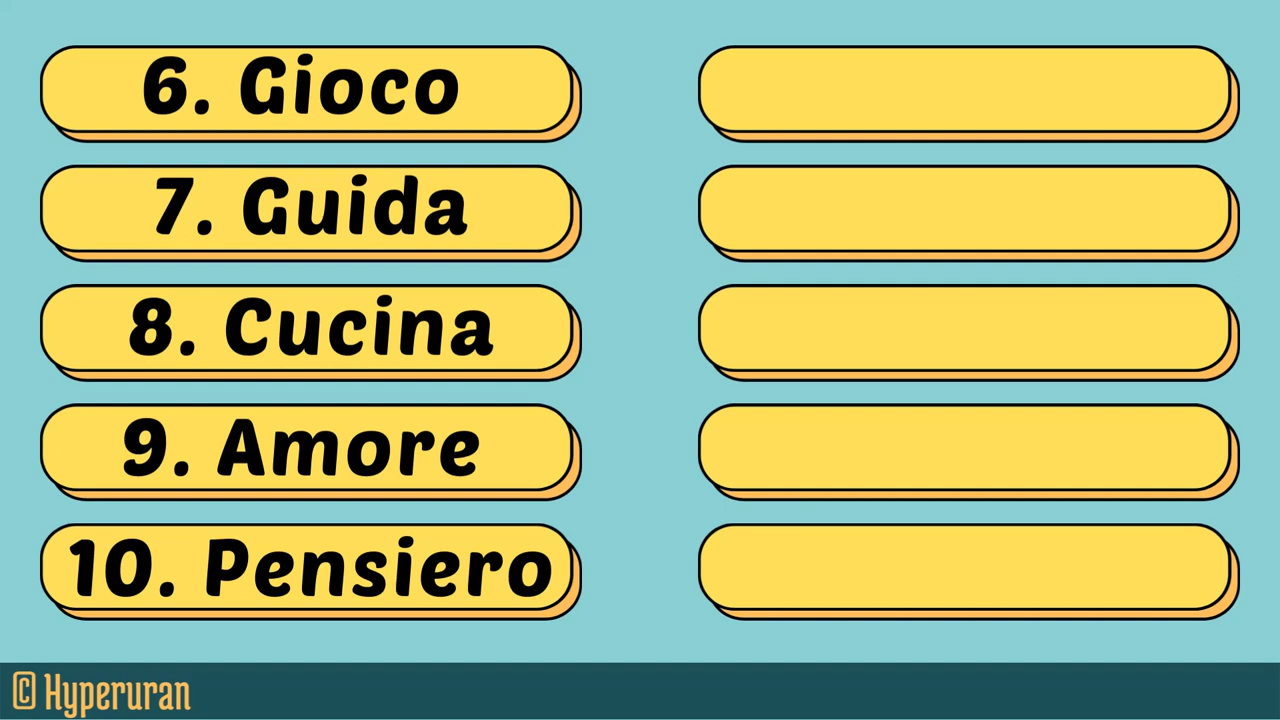 6. Gioco
7. Guida
8. Cucina
9. Amore
10. Pensiero
© Hyperuran